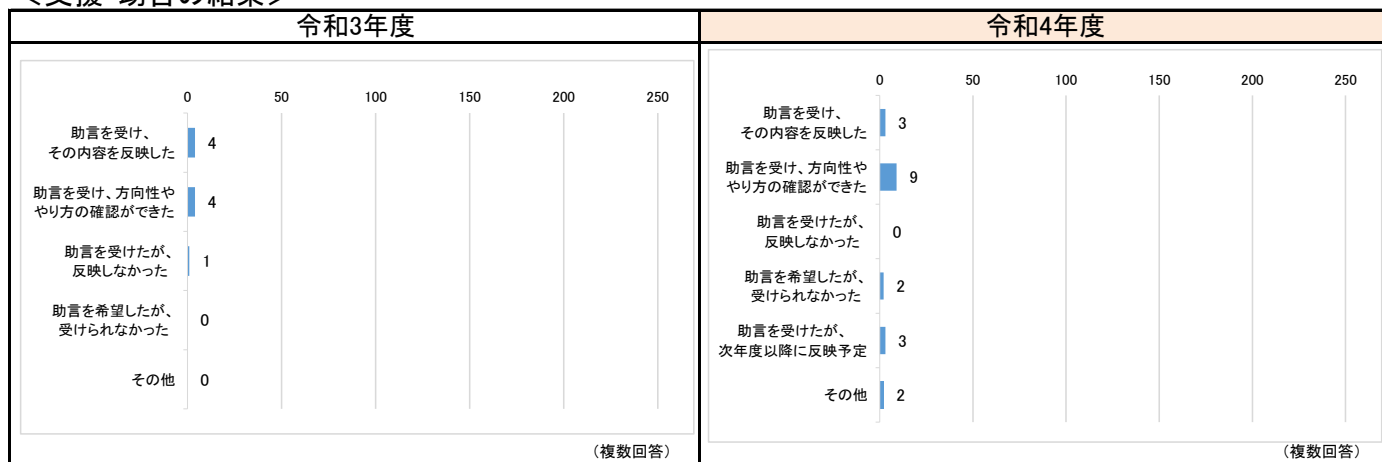 ＜支援・助言の結果＞
令和3年度
0 50 100 150 200 250
助言を受け、
その内容を反映した 4
助言を受け、方向性や
やり方の確認ができた 4
助言を受けたが、
反映しなかった 1
助言を希望したが、
受けられなかった 0
その他 0
（複数回答）
令和4年度
0 50 100 150 200 250
助言を受け、
その内容を反映した 3
助言を受け、方向性や
やり方の確認ができた 9
助言を受けたが、
反映しなかった 0
助言を希望したが、
受けられなかった 2
助言を受けたが、
次年度以降に反映予定 3
その他 2
（複数回答）